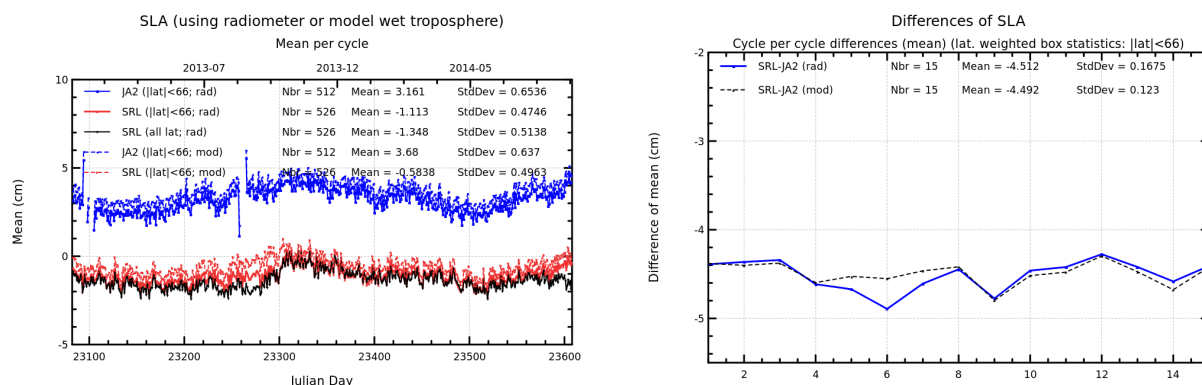 SLA (using radiometer or model wet troposphere)
Mean per cycle
2013-07 2013-12 2014-05
10
JA2 (|lat|<66; rad) Nbr = 512 Mean = 3.161 StdDev = 0.6536
SRL (|lat|<66; rad) Nbr = 526 Mean = -1.113 StdDev = 0.4746
SRL (all lat; rad) Nbr = 526 Mean = -1.348 StdDev = 0.5138
JA2 (|lat|<66; mod) Nbr = 512 Mean = 3.68 StdDev = 0.637
SRL (|lat|<66; mod) Nbr = 526 Mean = -0.5838 StdDev = 0.4963
5
0
-5
Mean (cm)
23100 23200 23300 23400 23500 23600
Julian Day
Differences of SLA
Cycle per cycle differences (mean) (lat. weighted box statistics: |lat|<66)
-2
SRL-JA2 (rad) Nbr = 15 Mean = -4.512 StdDev = 0.1675
SRL-JA2 (mod) Nbr = 15 Mean = -4.492 StdDev = 0.123
-3
-4
-5
Difference of mean (cm)
2 4 6 8 10 12 14